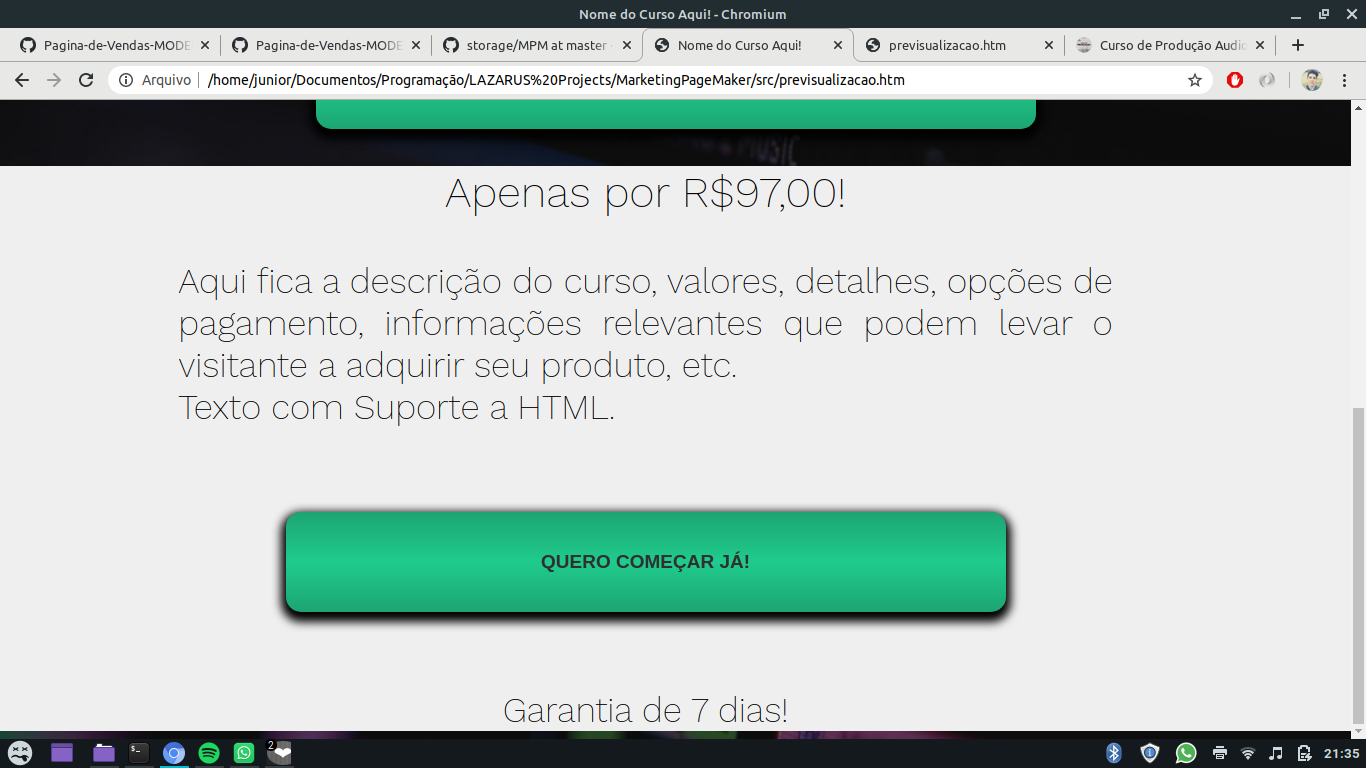 Nome do Curso Aqui! - Chromium
Pagina-de-Vendas-MODE
Pagina-de-Vendas-MODE
storage/MPM at master
Nome do Curso Aqui!
previsualizacao.htm
Curso de Produção Audio
Arquivo | /home/junior/Documentos/Programação/LAZARUS%20Projects/MarketingPageMaker/src/previsualizacao.htm
MUSIC
Apenas por R$97,00!
Aqui fica a descrição do curso, valores, detalhes, opções de
pagamento, informações relevantes que podem levar o
visitante a adquirir seu produto, etc.
Texto com Suporte a HTML.
QUERO COMEÇAR JÁ!
Garantia de 7 dias!
2
21:35